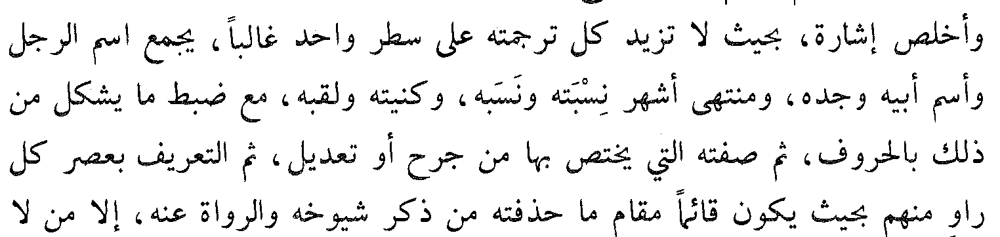 وأخلص إشارة، بحيث لا تزيد كل ترجمته على سطر واحد غالباً، يجمع اسم الرجل
وأسم أبيه وجده، ومنتهى أشهر نِسْبَته ونَسَبه، وكنيته ولقبه، مع ضبط ما يشكل من
ذلك بالحروف، ثم صفته التي يختص بها من جرح أو تعديل، ثم التعريف بعصر كل
راوٍ منهم بحيث يكون قائماً مقام ما حذفته من ذكر شيوخه والرواة عنه، إلا من لا